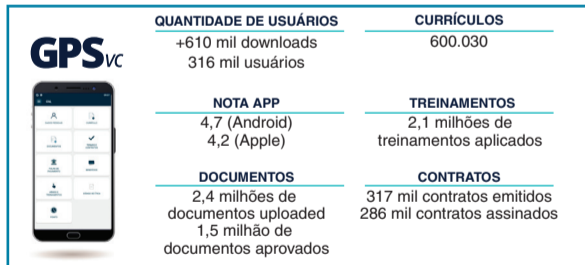 GPSvc
QUANTIDADE DE USUÁRIOS
+610 mil downloads
316 mil usuários
CURRÍCULOS
600.030
NOTA APP
4,7 (Android)
4,2 (Apple)
TREINAMENTOS
2,1 milhões de
treinamentos aplicados
DOCUMENTOS
2,4 milhões de
documentos uploaded
1,5 milhão de
documentos aprovados
CONTRATOS
317 mil contratos emitidos
286 mil contratos assinados